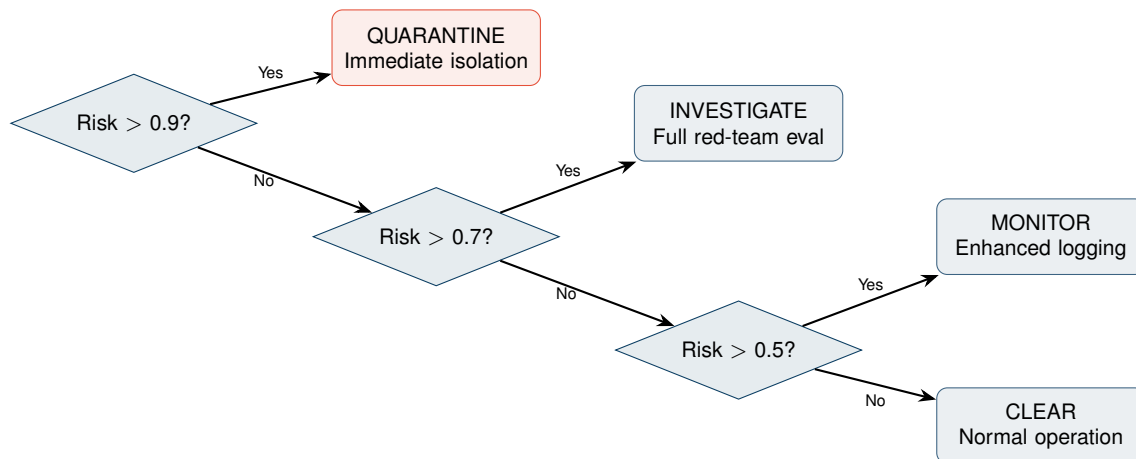 QUARANTINE
Immediate isolation
Yes
Risk > 0.9?
No
INVESTIGATE
Full red-team eval
Yes
Risk > 0.7?
No
MONITOR
Enhanced logging
Yes
Risk > 0.5?
No
CLEAR
Normal operation